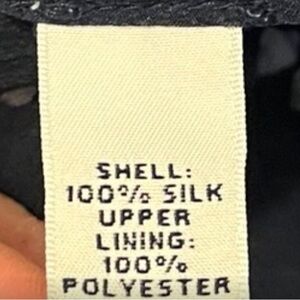 SHELL:
100% SILK
UPPER
LINING:
100%
POLYESTER